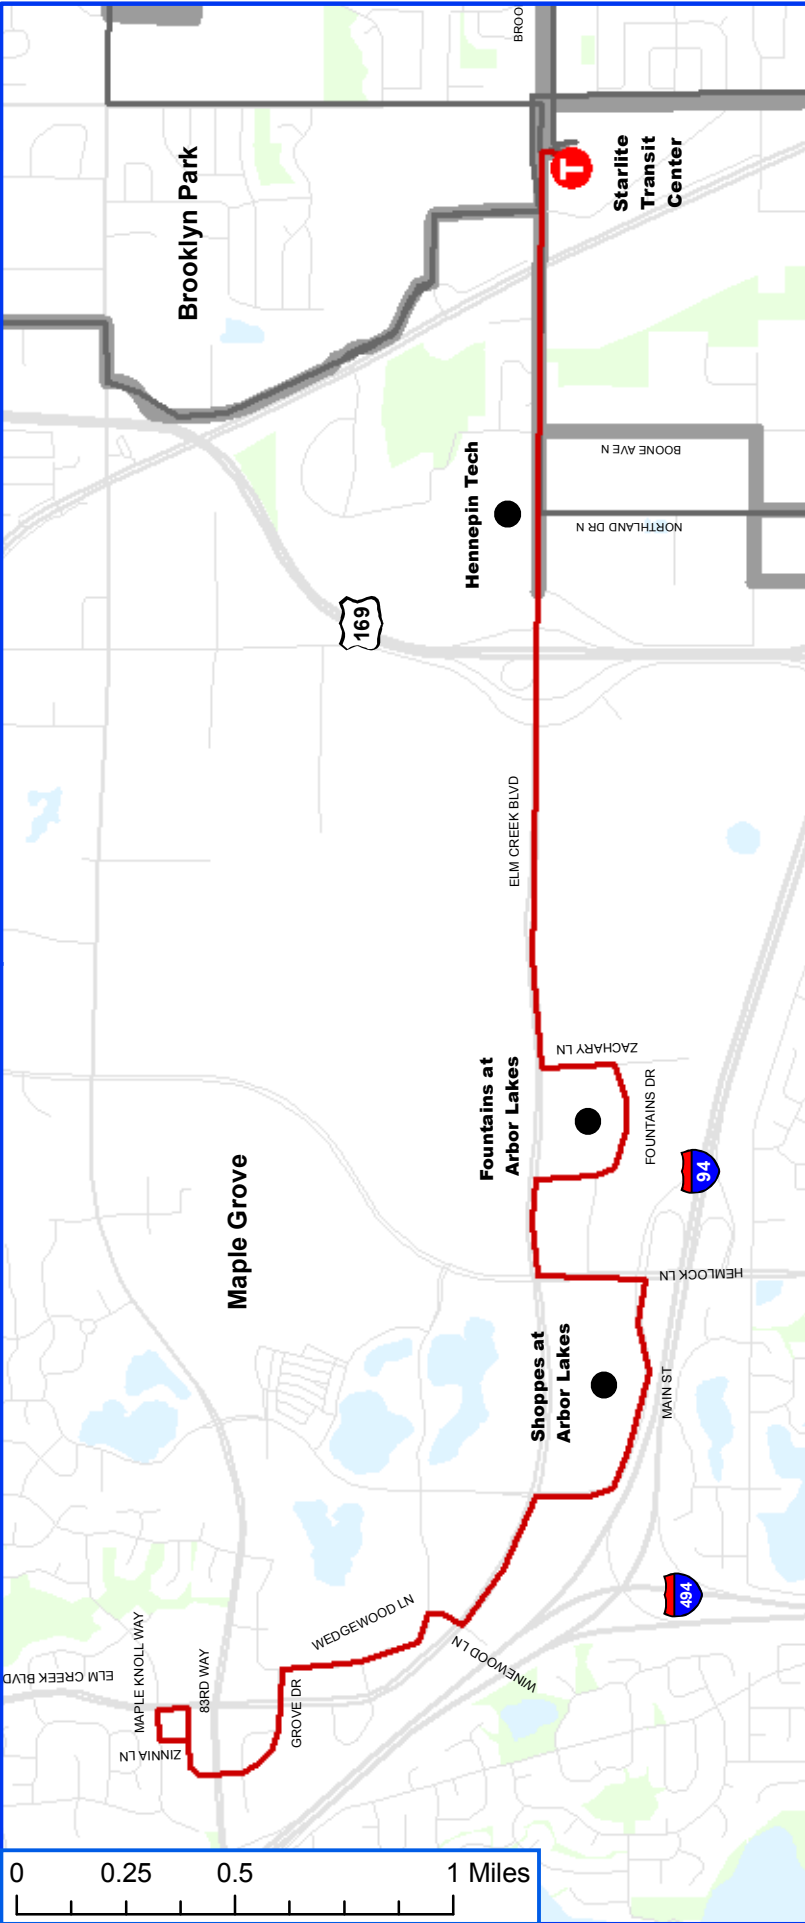 BROO
Brooklyn Park
Starlite
Transit
Center
T
BOONE AVE N
Hennepin Tech
NORTHLAND DR N
169
ELM CREEK BLVD
ZACHARY LN
Fountains at
Arbor Lakes
FOUNTAINS DR
94
Maple Grove
HEMLOCK LN
Shoppes at
Arbor Lakes
MAIN ST
494
WEDGEWOOD LN
WINEWOOD LN
ELM CREEK BLVD
MAPLE KNOLL WAY
83RD WAY
GROVE DR
ZINNIA LN
0 0.25 0.5 1 Miles